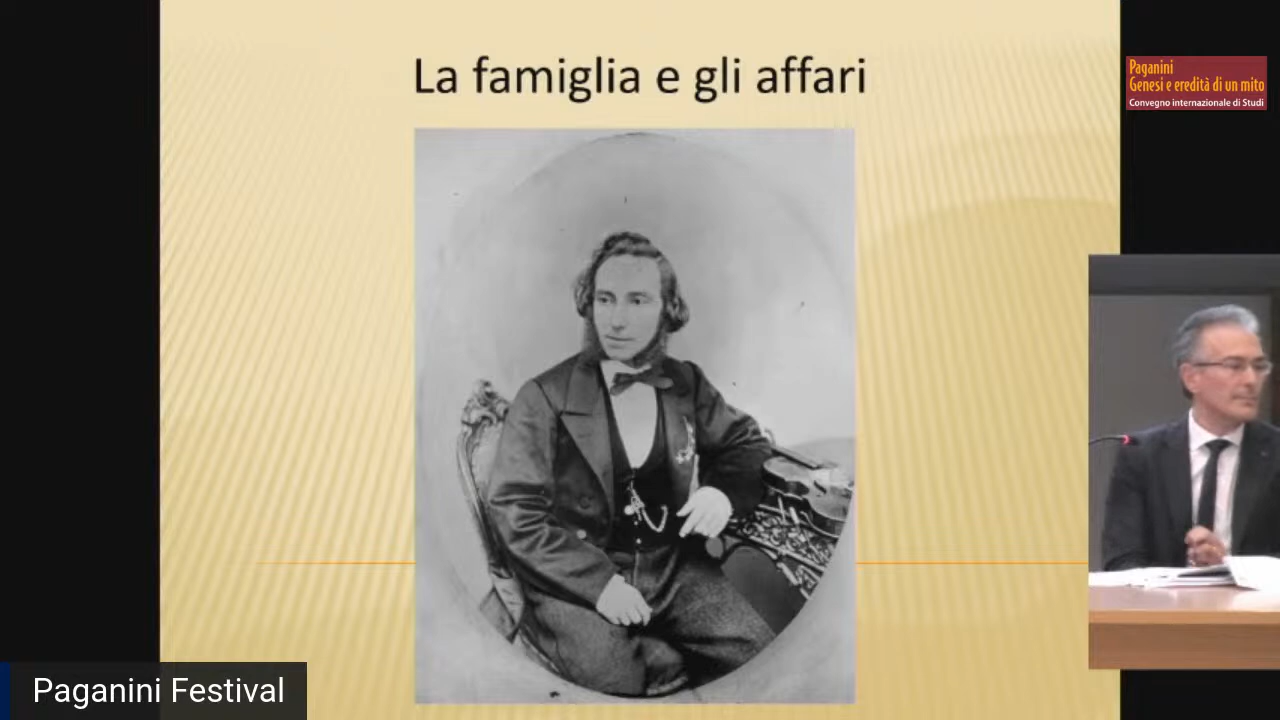 La famiglia e gli affari
Paganini
Genesi e eredità di un mito
Convegno internazionale di Studi
Paganini Festival